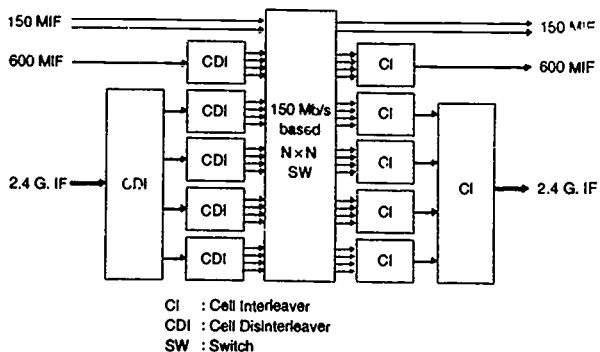 150 MIF
150 MIF
600 MIF
CDI
CI
600 MIF
CDI
CI
150 Mb/s
based
N×N
SW
CDI
CI
2.4 G. IF
CDI
CI
2.4 G. IF
CDI
CI
CDI
CI
CI : Cell Interleaver
CDI : Cell Disinterleaver
SW : Switch